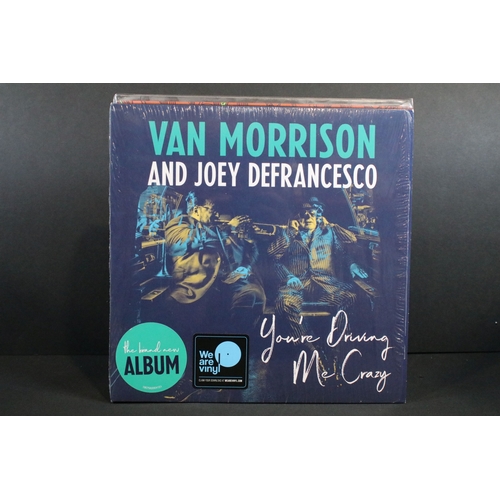 VAN MORRISON
AND JOEY DEFRANCESCO
You're Driving
Me Crazy
the brand new
ALBUM
We
are
vinyl